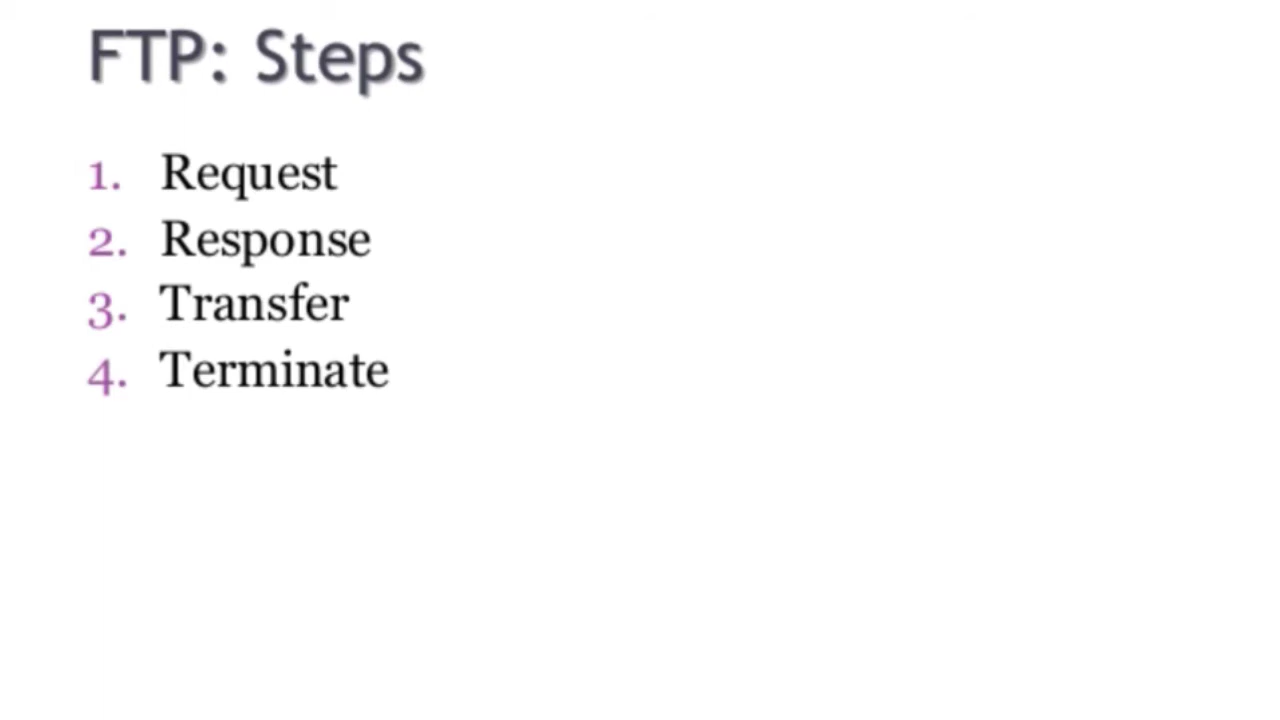 FTP: Steps
1. Request
2. Response
3. Transfer
4. Terminate